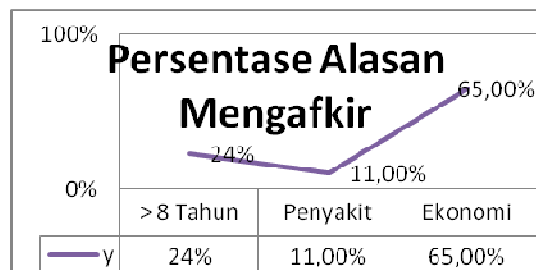 100%
Persentase Alasan
Mengafkir
65,00%
24%
11,00%
0%
>8 Tahun Penyakit Ekonomi
y 24% 11,00% 65,00%